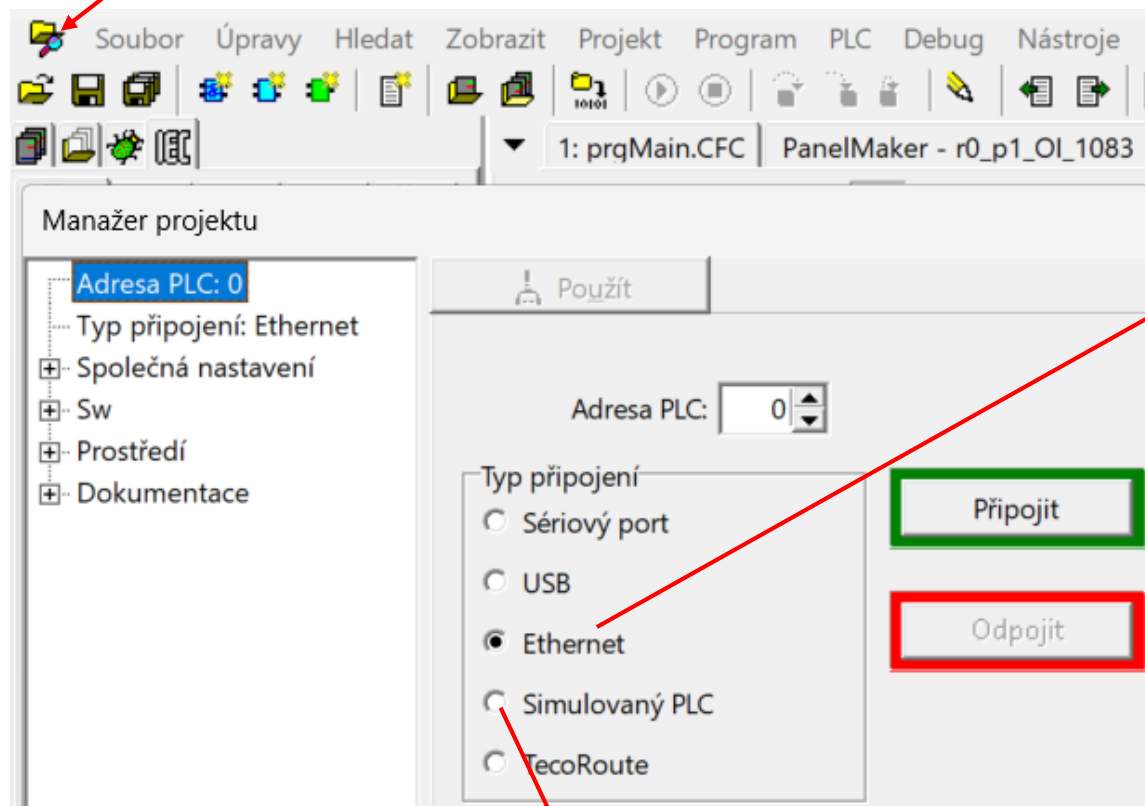 Soubor Úpravy Hledat Zobrazit Projekt Program PLC Debug Nástroje
10101
1: prgMain.CFC PanelMaker - r0_p1_OI_1083
Manažer projektu
Adresa PLC: 0
Typ připojení: Ethernet
Společná nastavení
Sw
Prostředí
Dokumentace
Použít
Adresa PLC: 0
Typ připojení
Sériový port
USB
Ethernet
Simulovaný PLC
TecoRoute
Připojit
Odpojit